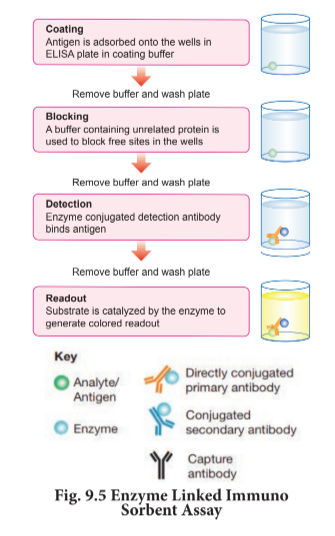 Coating
Antigen is adsorbed onto the wells in
ELISA plate in coating buffer
Remove buffer and wash plate
Blocking
A buffer containing unrelated protein is
used to block free sites in the wells
Remove buffer and wash plate
Detection
Enzyme conjugated detection antibody
binds antigen
Remove buffer and wash plate
Readout
Substrate is catalyzed by the enzyme to
generate colored readout
Key
Analyte/
Antigen
Enzyme
Directly conjugated
primary antibody
Conjugated
secondary antibody
Capture
antibody
Fig. 9.5 Enzyme Linked Immuno
Sorbent Assay